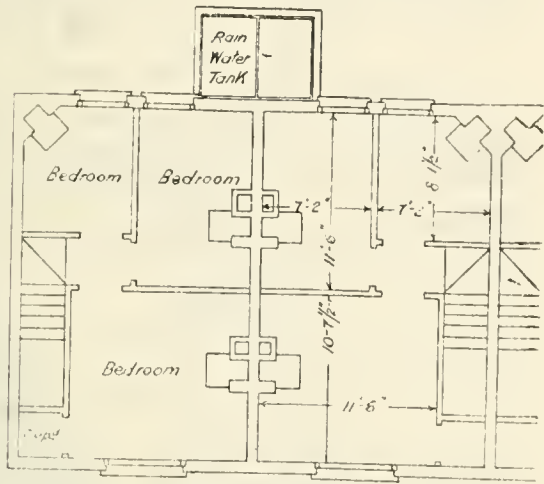 Rain
Water
Tank
Bedroom
Bedroom
7'-2"
7'-2"
8'-1½"
11'-6"
10'-7½"
Bedroom
11'-6"